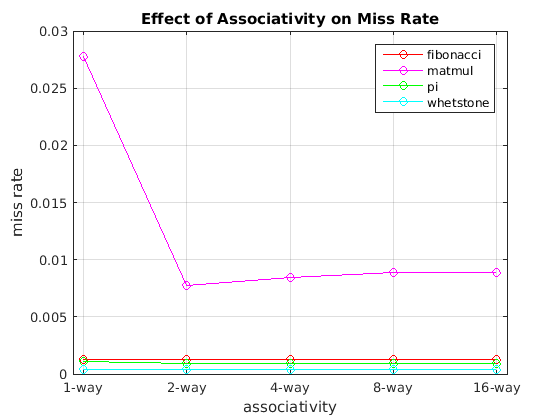 Effect of Associativity on Miss Rate
0.03
0.025
0.02
0.015
0.01
0.005
0
miss rate
fibonacci
matmul
pi
whetstone
1-way 2-way 4-way 8-way 16-way
associativity